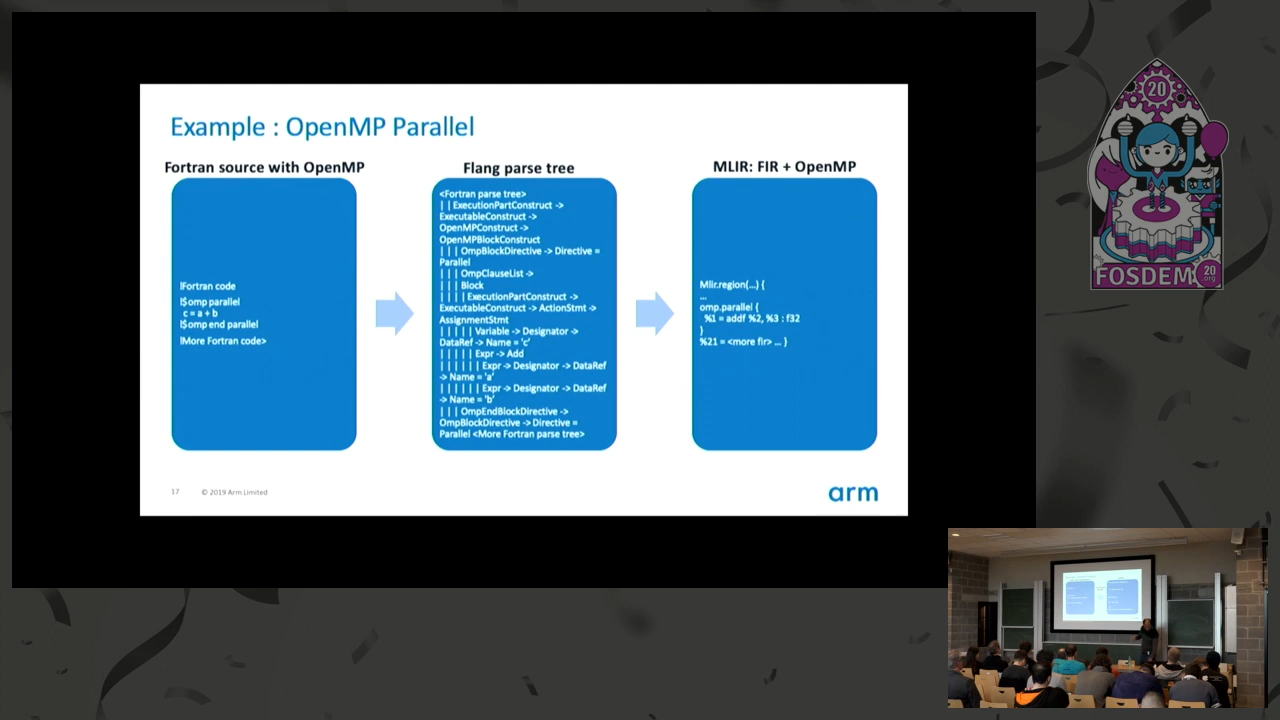 Example : OpenMP Parallel
Fortran source with OpenMP
!Fortran code
!$omp parallel
c = a + b
!$omp end parallel
!More Fortran code>
Flang parse tree
<Fortran parse tree>
| | ExecutionPartConstruct ->
ExecutableConstruct ->
OpenMPConstruct ->
OpenMPBlockConstruct
| | | OmpBlockDirective -> Directive =
Parallel
| | | OmpClauseList ->
| | | Block
| | | | ExecutionPartConstruct ->
ExecutableConstruct -> ActionStmt ->
AssignmentStmt
| | | | | Variable -> Designator ->
DataRef -> Name = 'c'
| | | | | Expr -> Add
| | | | | | Expr -> Designator -> DataRef
-> Name = 'a'
| | | | | | Expr -> Designator -> DataRef
-> Name = 'b'
| | | OmpEndBlockDirective ->
OmpBlockDirective -> Directive =
Parallel <More Fortran parse tree>
MLIR: FIR + OpenMP
Mlir.region(...) {
...
omp.parallel {
%1 = addf %2, %3 : f32
}
%21 = <more fir> ... }
17 © 2019 Arm Limited
arm
20
FOSDEM 20
.org